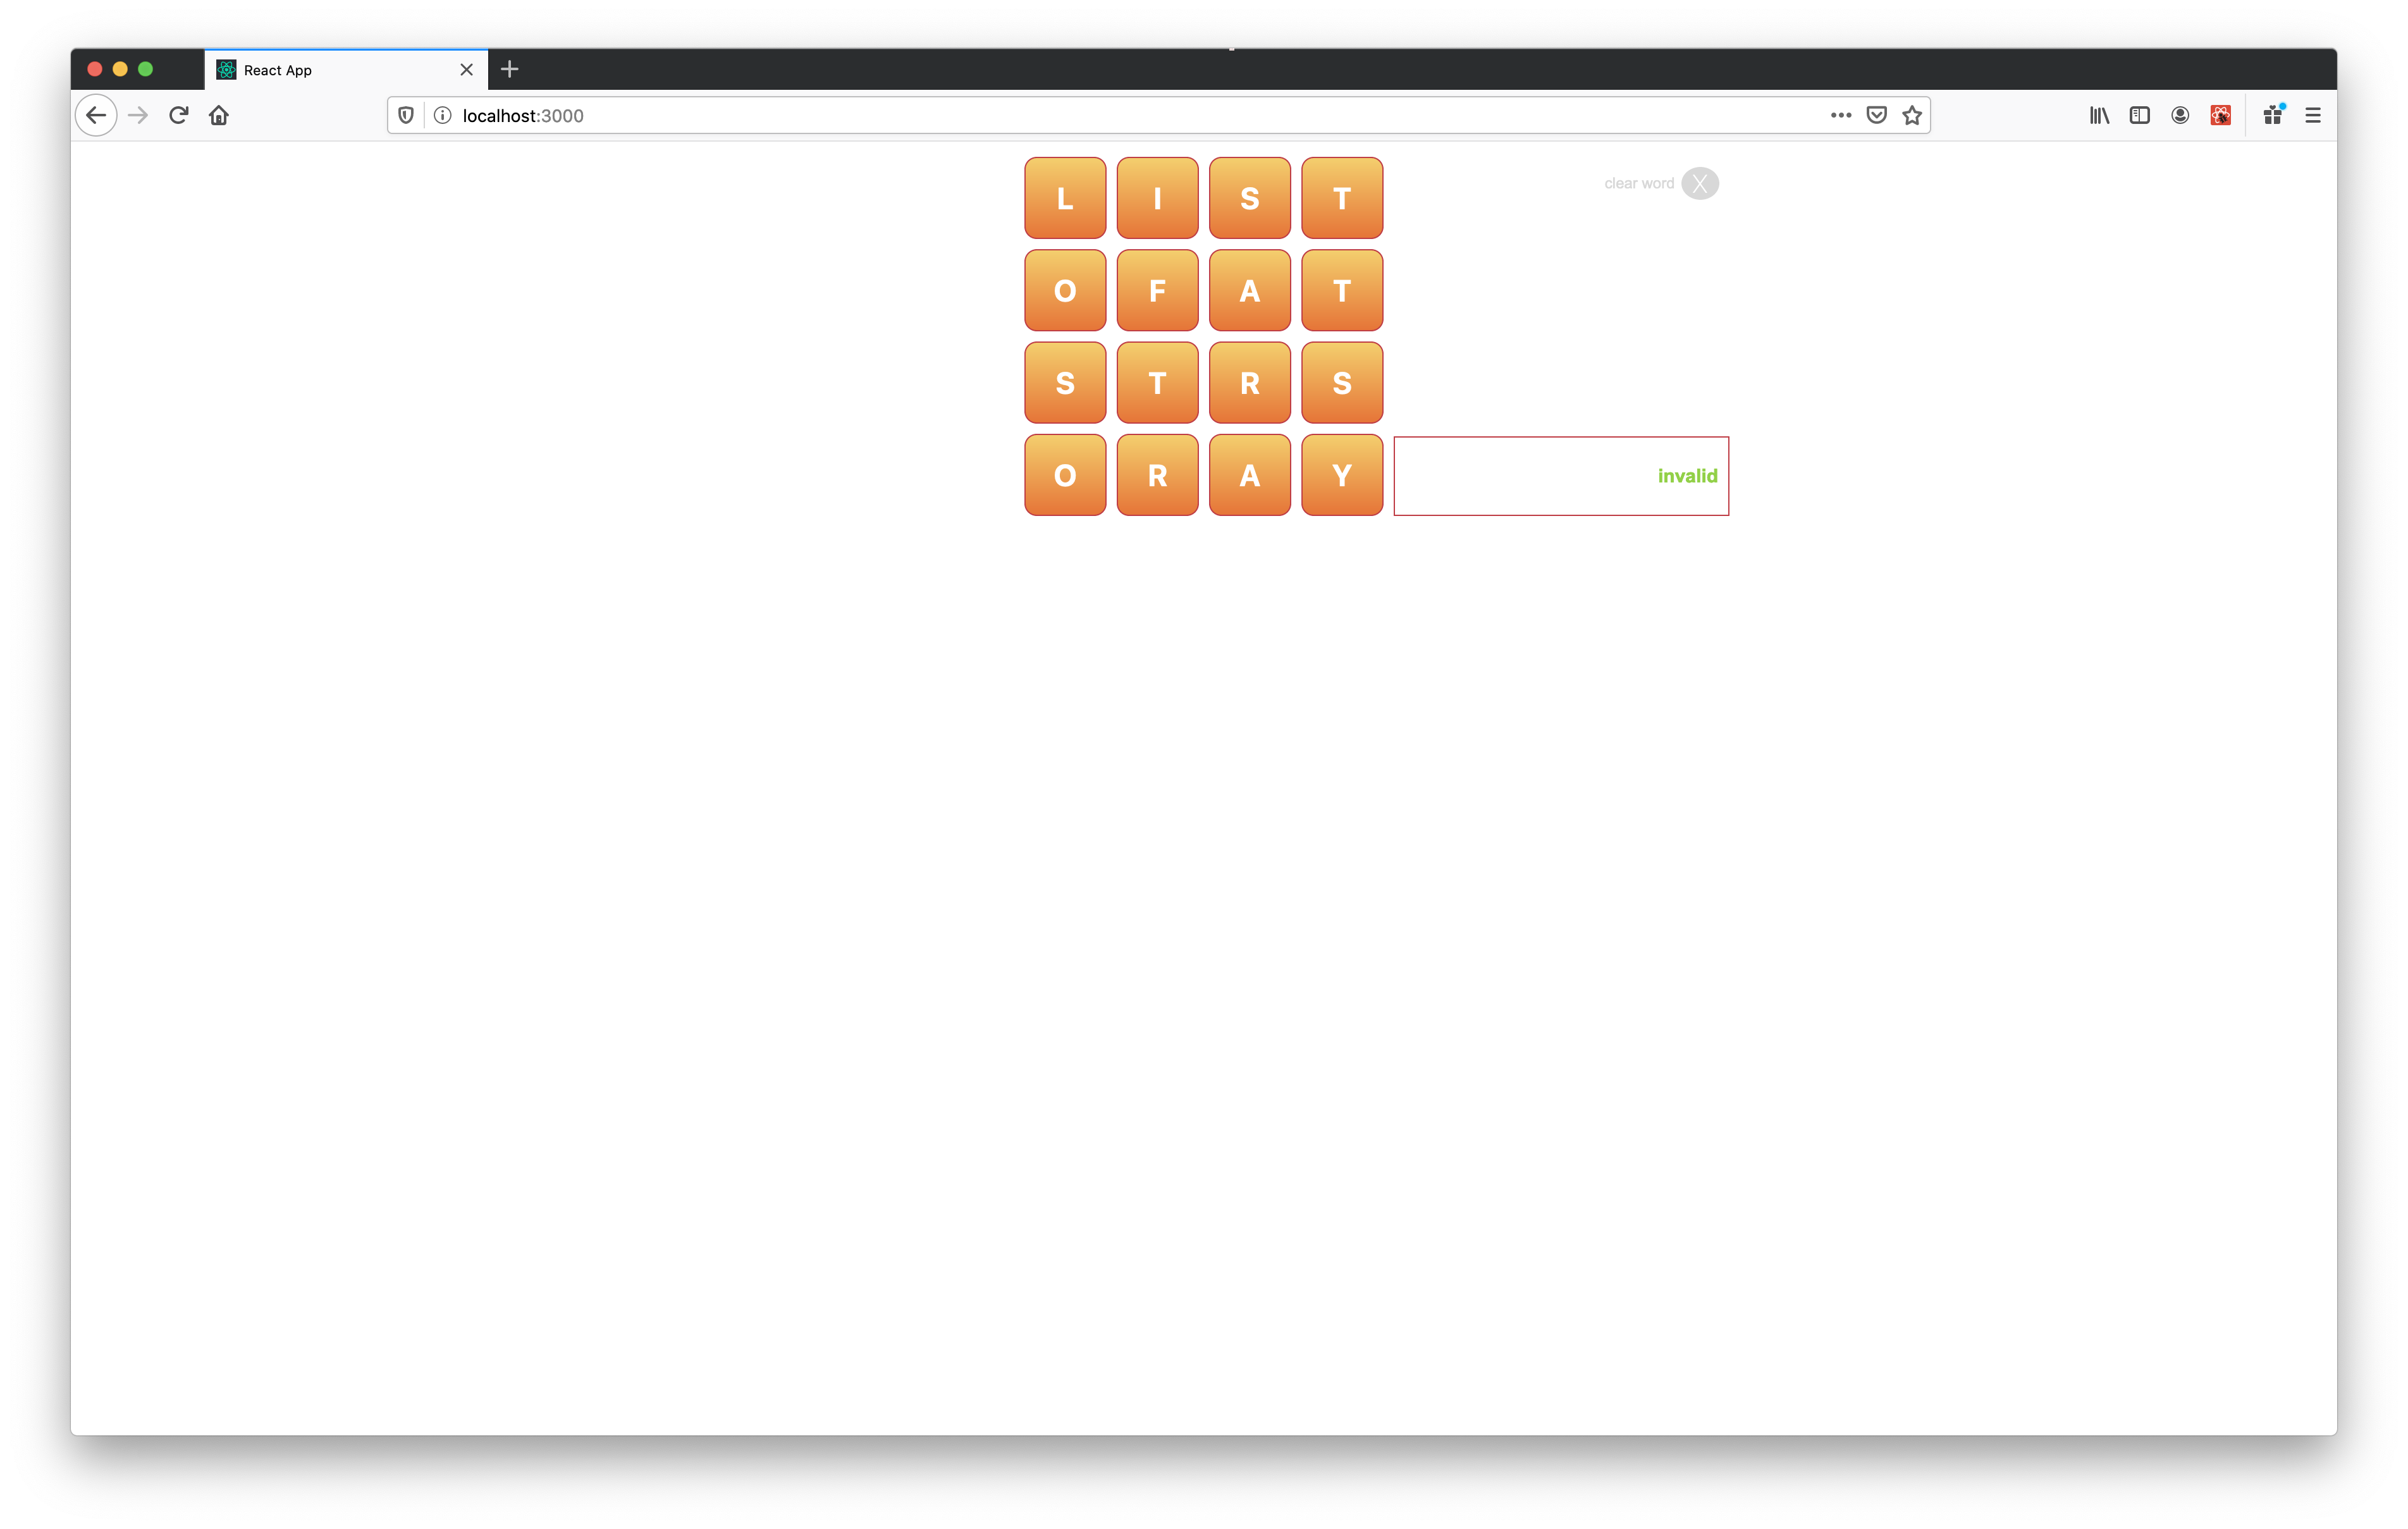 React App
localhost:3000
L I S T
clear word X
O F A T
S T R S
O R A Y
invalid